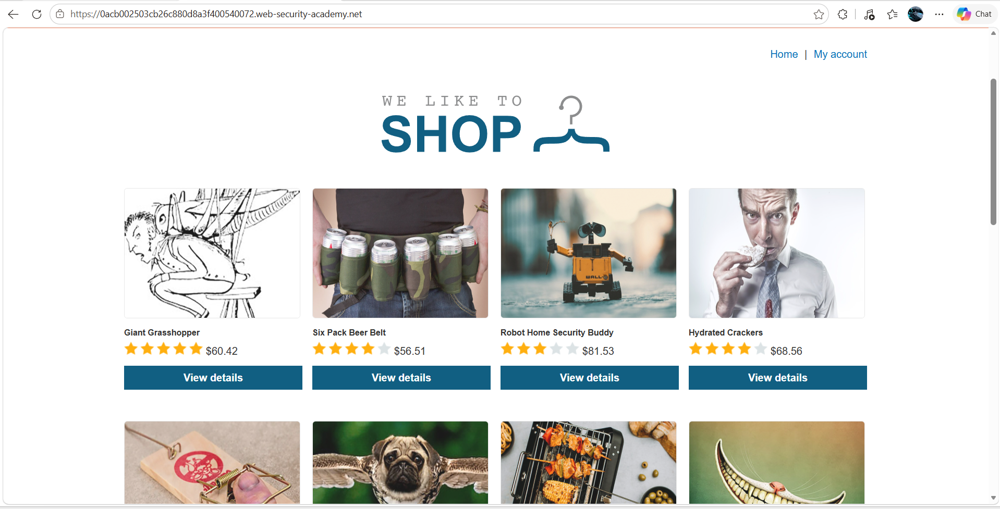 https://0acb002503cb26c880d8a3f400540072.web-security-academy.net
Chat
Home | My account
WE LIKE TO
SHOP
WALL·E
Giant Grasshopper
$60.42
View details
Six Pack Beer Belt
$56.51
View details
Robot Home Security Buddy
$81.53
View details
Hydrated Crackers
$68.56
View details